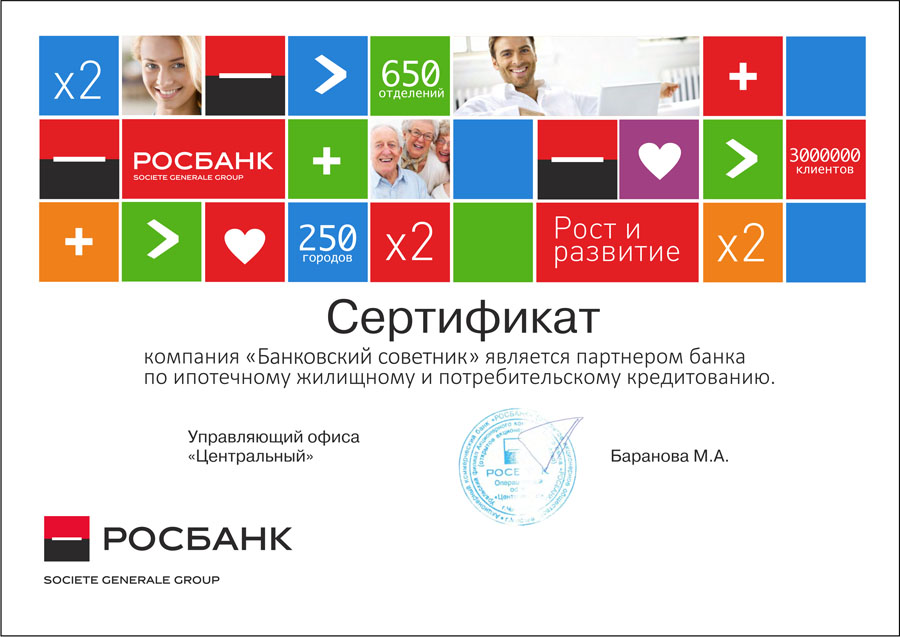 x2
650
отделений
РОСБАНК
SOCIETE GENERALE GROUP
3000000
клиентов
250
городов
x2
Рост и
развитие
x2
Сертификат
компания «Банковский советник» является партнером банка
по ипотечному жилищному и потребительскому кредитованию.
Управляющий офиса
«Центральный»
Баранова М.А.
РОСБАНК
SOCIETE GENERALE GROUP